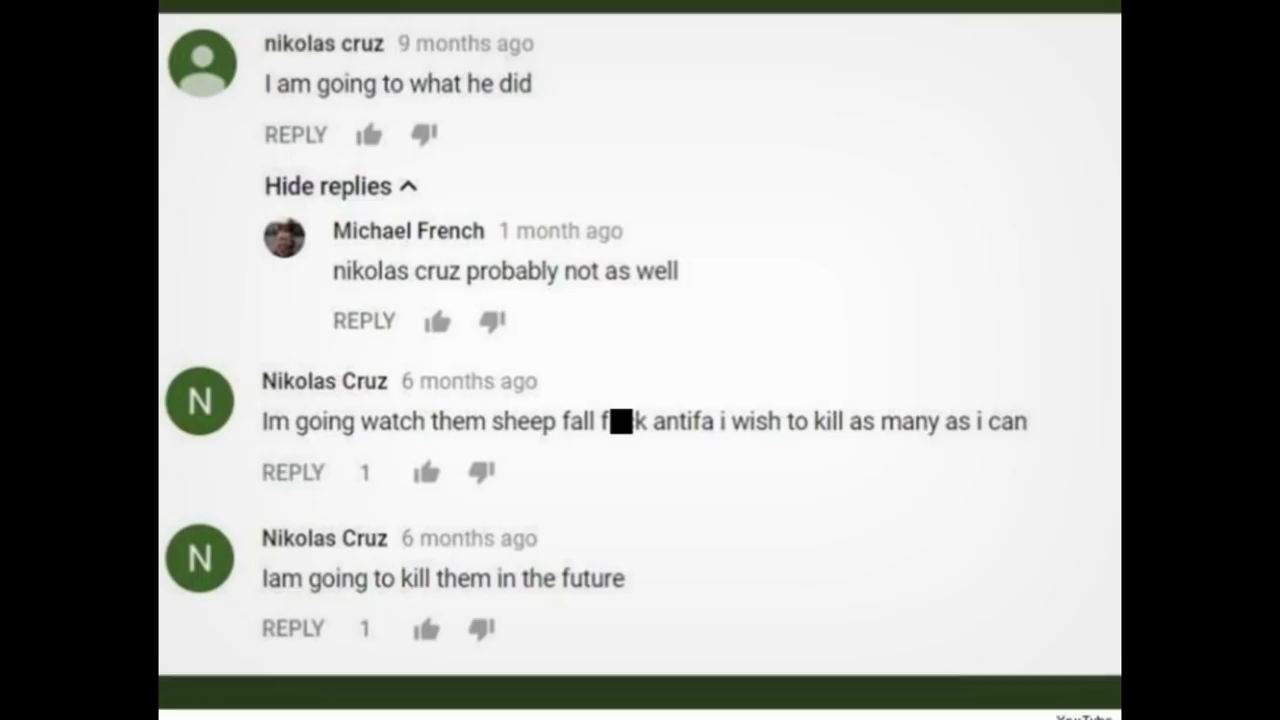 nikolas cruz 9 months ago
I am going to what he did
REPLY
Hide replies
Michael French 1 month ago
nikolas cruz probably not as well
REPLY
Nikolas Cruz 6 months ago
Im going watch them sheep fall f k antifa i wish to kill as many as i can
REPLY 1
Nikolas Cruz 6 months ago
Iam going to kill them in the future
REPLY 1
YouTube